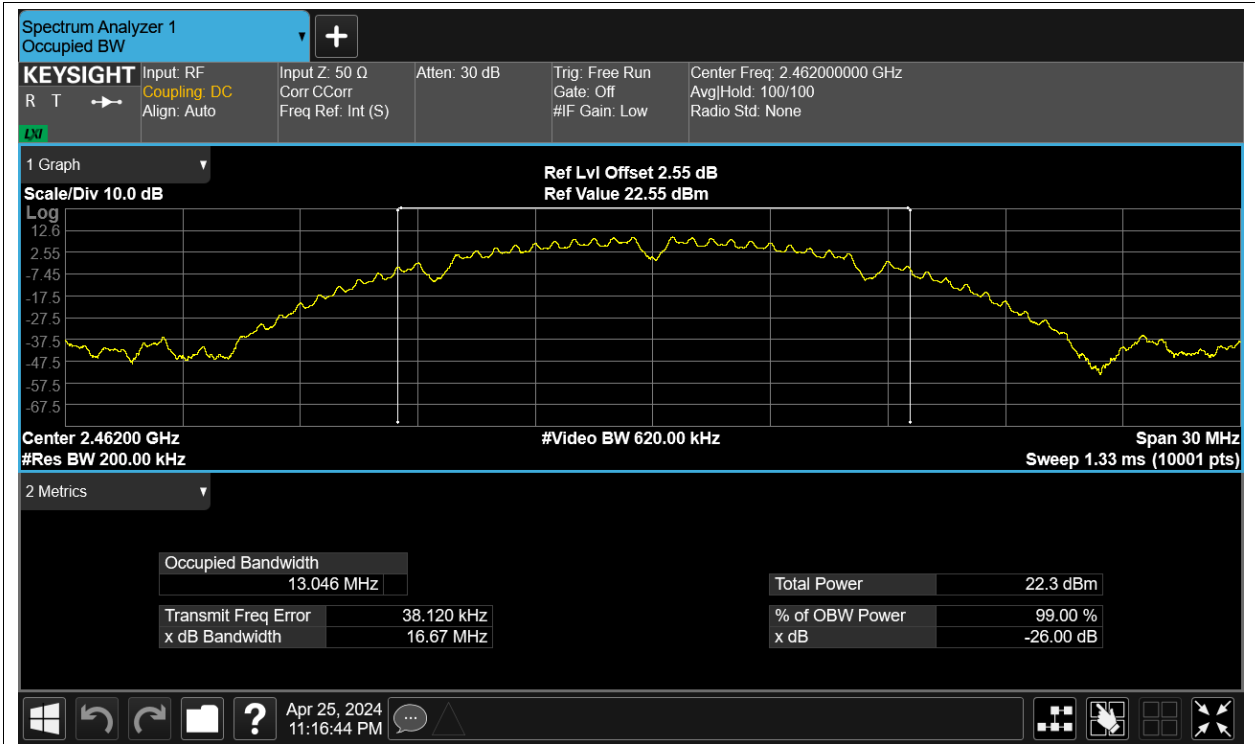 Spectrum Analyzer 1
Occupied BW
KEYSIGHT
R T
LXI
Input: RF
Coupling: DC
Align: Auto
Input Z: 50 Ω
Corr CCorr
Freq Ref: Int (S)
Atten: 30 dB
Trig: Free Run
Gate: Off
#IF Gain: Low
Center Freq: 2.462000000 GHz
Avg|Hold: 100/100
Radio Std: None
1 Graph
Scale/Div 10.0 dB
Ref Lvl Offset 2.55 dB
Ref Value 22.55 dBm
Log
12.6
2.55
-7.45
-17.5
-27.5
-37.5
-47.5
-57.5
-67.5
Center 2.46200 GHz
#Video BW 620.00 kHz
Span 30 MHz
#Res BW 200.00 kHz
Sweep 1.33 ms (10001 pts)
2 Metrics
Occupied Bandwidth
13.046 MHz
Transmit Freq Error 38.120 kHz
x dB Bandwidth 16.67 MHz
Total Power 22.3 dBm
% of OBW Power 99.00 %
x dB -26.00 dB
?
Apr 25, 2024
11:16:44 PM